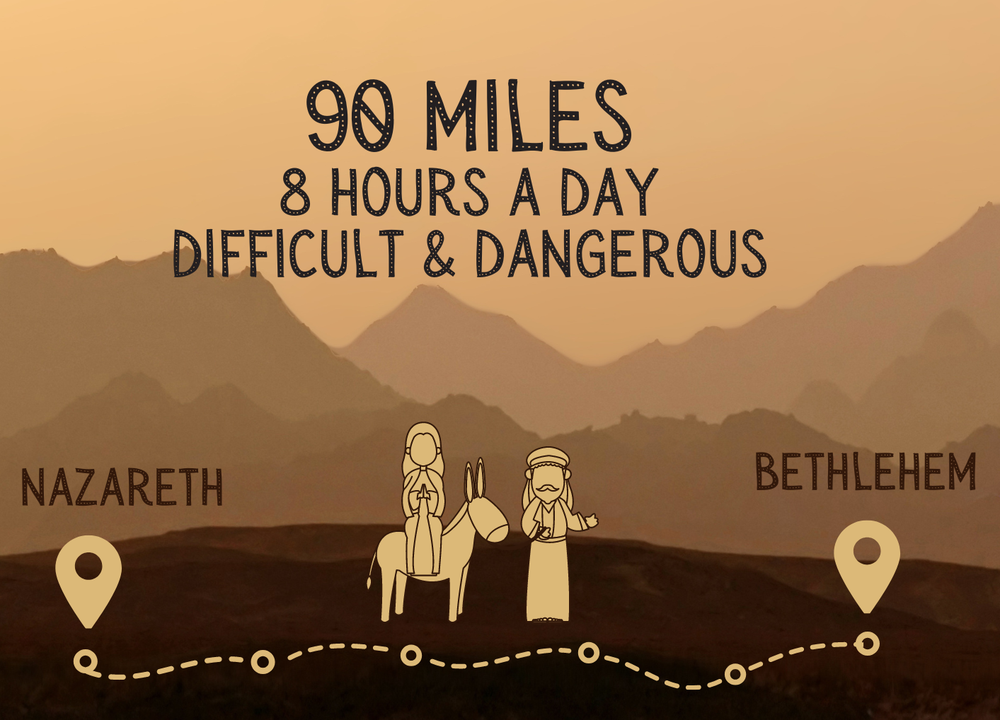 90 MILES
8 HOURS A DAY
DIFFICULT & DANGEROUS
NAZARETH
BETHLEHEM